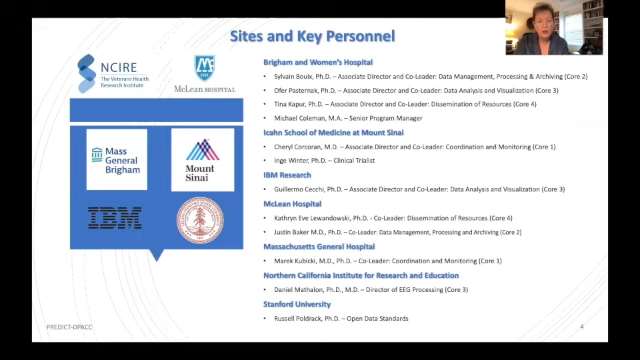 Sites and Key Personnel
NCIRE
The Veterans Health
Research Institute
McLEAN HOSPITAL
Mass
General
Brigham
Mount
Sinai
IBM
Brigham and Women's Hospital
• Sylvain Bouix, Ph.D. – Associate Director and Co-Leader: Data Management, Processing & Archiving (Core 2)
• Ofer Pasternak, Ph.D. – Associate Director and Co-Leader: Data Analysis and Visualization (Core 3)
• Tina Kapur, Ph.D. – Associate Director and Co-Leader: Dissemination of Resources (Core 4)
• Michael Coleman, M.A. – Senior Program Manager
Icahn School of Medicine at Mount Sinai
• Cheryl Corcoran, M.D. – Associate Director and Co-Leader: Coordination and Monitoring (Core 1)
• Inge Winter, Ph.D. – Clinical Trialist
IBM Research
• Guillermo Cecchi, Ph.D. – Associate Director and Co-Leader: Data Analysis and Visualization (Core 3)
McLean Hospital
• Kathryn Eve Lewandowski, Ph.D. - Co-Leader: Dissemination of Resources (Core 4)
• Justin Baker M.D., Ph.D. – Co-Leader: Data Management, Processing and Archiving (Core 2)
Massachusetts General Hospital
• Marek Kubicki, M.D., Ph.D. – Co-Leader: Coordination and Monitoring (Core 1)
Northern California Institute for Research and Education
• Daniel Mathalon, Ph.D., M.D. – Director of EEG Processing (Core 3)
Stanford University
• Russell Poldrack, Ph.D. – Open Data Standards
PREDICT-DPACC
4